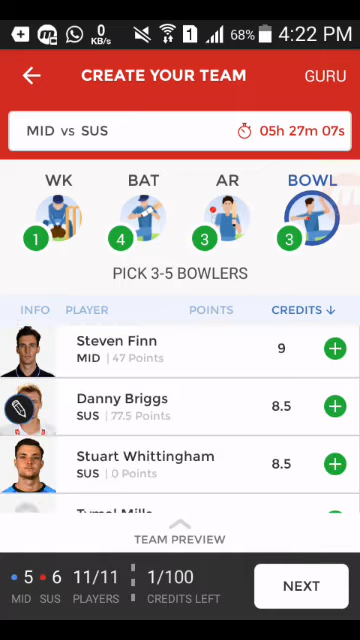 0 KB/s 1 68% 4:22 PM
CREATE YOUR TEAM GURU
MID vs SUS 05h 27m 07s
WK BAT AR BOWL
1 4 3 3
PICK 3-5 BOWLERS
INFO PLAYER POINTS CREDITS ↓
Steven Finn
MID | 47 Points 9
Danny Briggs
SUS | 77.5 Points 8.5
Stuart Whittingham
SUS | 0 Points 8.5
Tymal Mills
TEAM PREVIEW
5 6 11/11 1/100 NEXT
MID SUS PLAYERS CREDITS LEFT